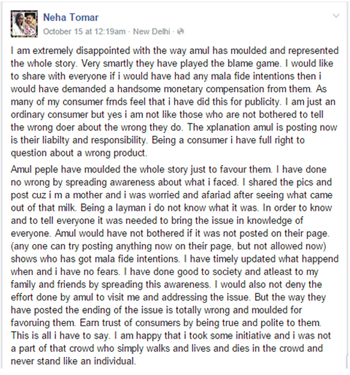 Neha Tomar
October 15 at 12:19am · New Delhi ·
I am extremely disappointed with the way amul has moulded and represented
the whole story. Very smartly they have played the blame game. I would like
to share with everyone if i would have had any mala fide intentions then i
would have demanded a handsome monetary compensation from them. As
many of my consumer frnds feel that i have did this for publicity. I am just an
ordinary consumer but yes i am not like those who are not bothered to tell
the wrong doer about the wrong they do. The xplanation amul is posting now
is their liabilty and responsibility. Being a consumer i have full right to
question about a wrong product.
Amul peple have moulded the whole story just to favour them. I have done
no wrong by spreading awareness about what i faced. I shared the pics and
post cuz i m a mother and i was worried and afariad after seeing what came
out of that milk. Being a layman i do not know what it was. In order to know
and to tell everyone it was needed to bring the issue in knowledge of
everyone. Amul would have not bothered if it was not posted on their page.
(any one can try posting anything now on their page, but not allowed now)
shows who has got mala fide intentions. I have timely updated what happend
when and i have no fears. I have done good to society and atleast to my
family and friends by spreading this awareness. I would also not deny the
effort done by amul to visit me and addressing the issue. But the way they
have posted the ending of the issue is totally wrong and moulded for
favoruing them. Earn trust of consumers by being true and polite to them.
This is all i have to say. I am happy that i took some initiative and i was not
a part of that crowd who simply walks and lives and dies in the crowd and
never stand like an individual.